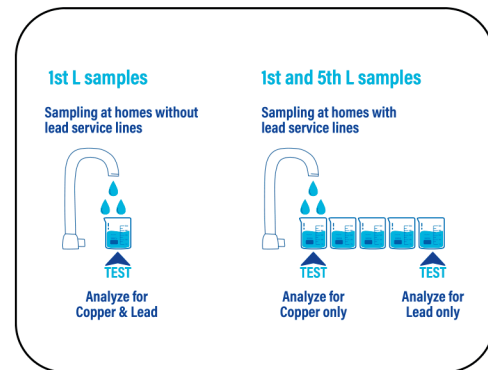 1st L samples
Sampling at homes without
lead service lines
TEST
Analyze for
Copper & Lead
1st and 5th L samples
Sampling at homes with
lead service lines
TEST
Analyze for
Copper only
TEST
Analyze for
Lead only